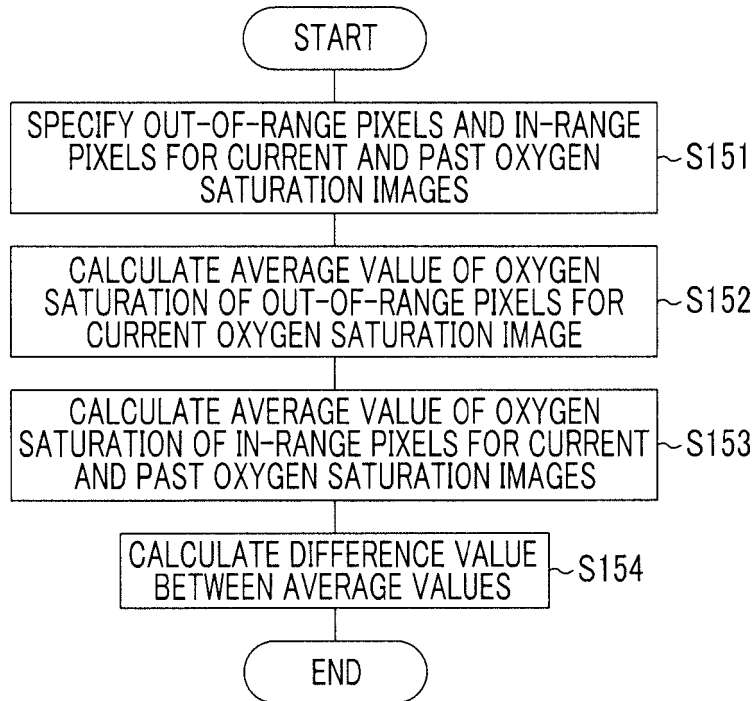 START
SPECIFY OUT-OF-RANGE PIXELS AND IN-RANGE
PIXELS FOR CURRENT AND PAST OXYGEN
SATURATION IMAGES
S151
CALCULATE AVERAGE VALUE OF OXYGEN
SATURATION OF OUT-OF-RANGE PIXELS FOR
CURRENT OXYGEN SATURATION IMAGE
S152
CALCULATE AVERAGE VALUE OF OXYGEN
SATURATION OF IN-RANGE PIXELS FOR CURRENT
AND PAST OXYGEN SATURATION IMAGES
S153
CALCULATE DIFFERENCE VALUE
BETWEEN AVERAGE VALUES
S154
END